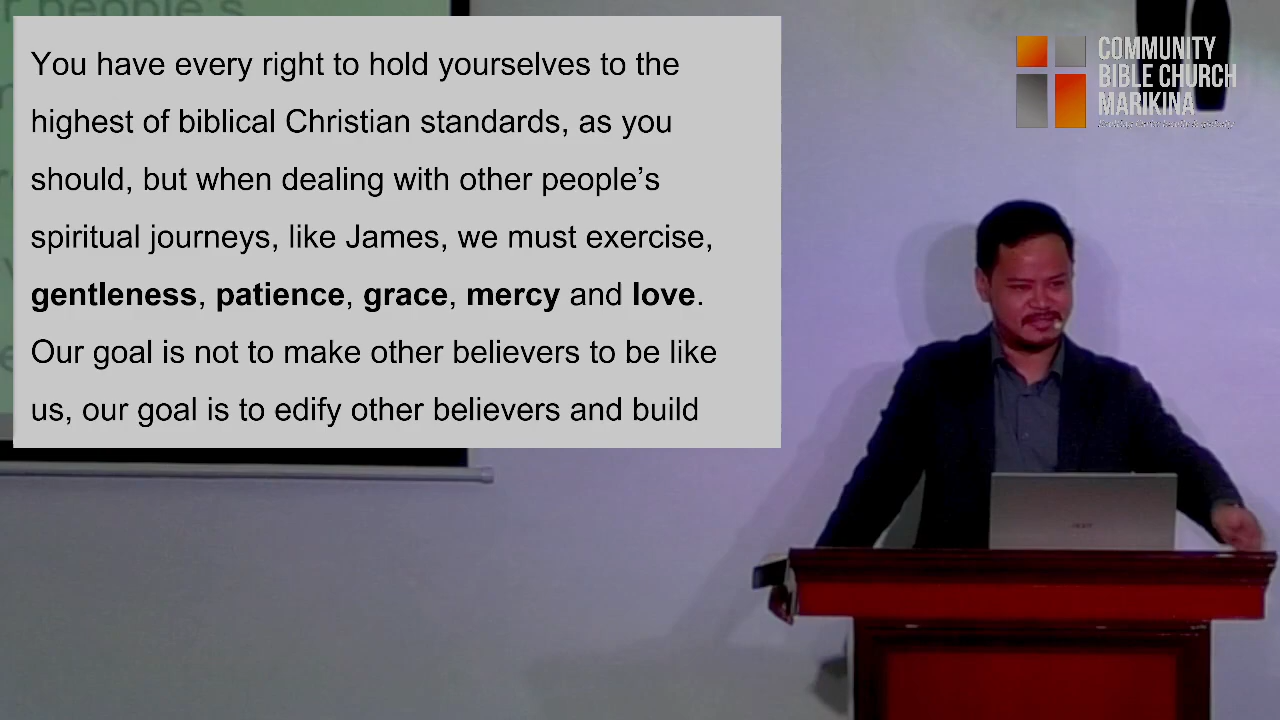 r people's
You have every right to hold yourselves to the
highest of biblical Christian standards, as you
should, but when dealing with other people’s
spiritual journeys, like James, we must exercise,
gentleness, patience, grace, mercy and love.
Our goal is not to make other believers to be like
us, our goal is to edify other believers and build
COMMUNITY
BIBLE CHURCH
MARIKINA
acer